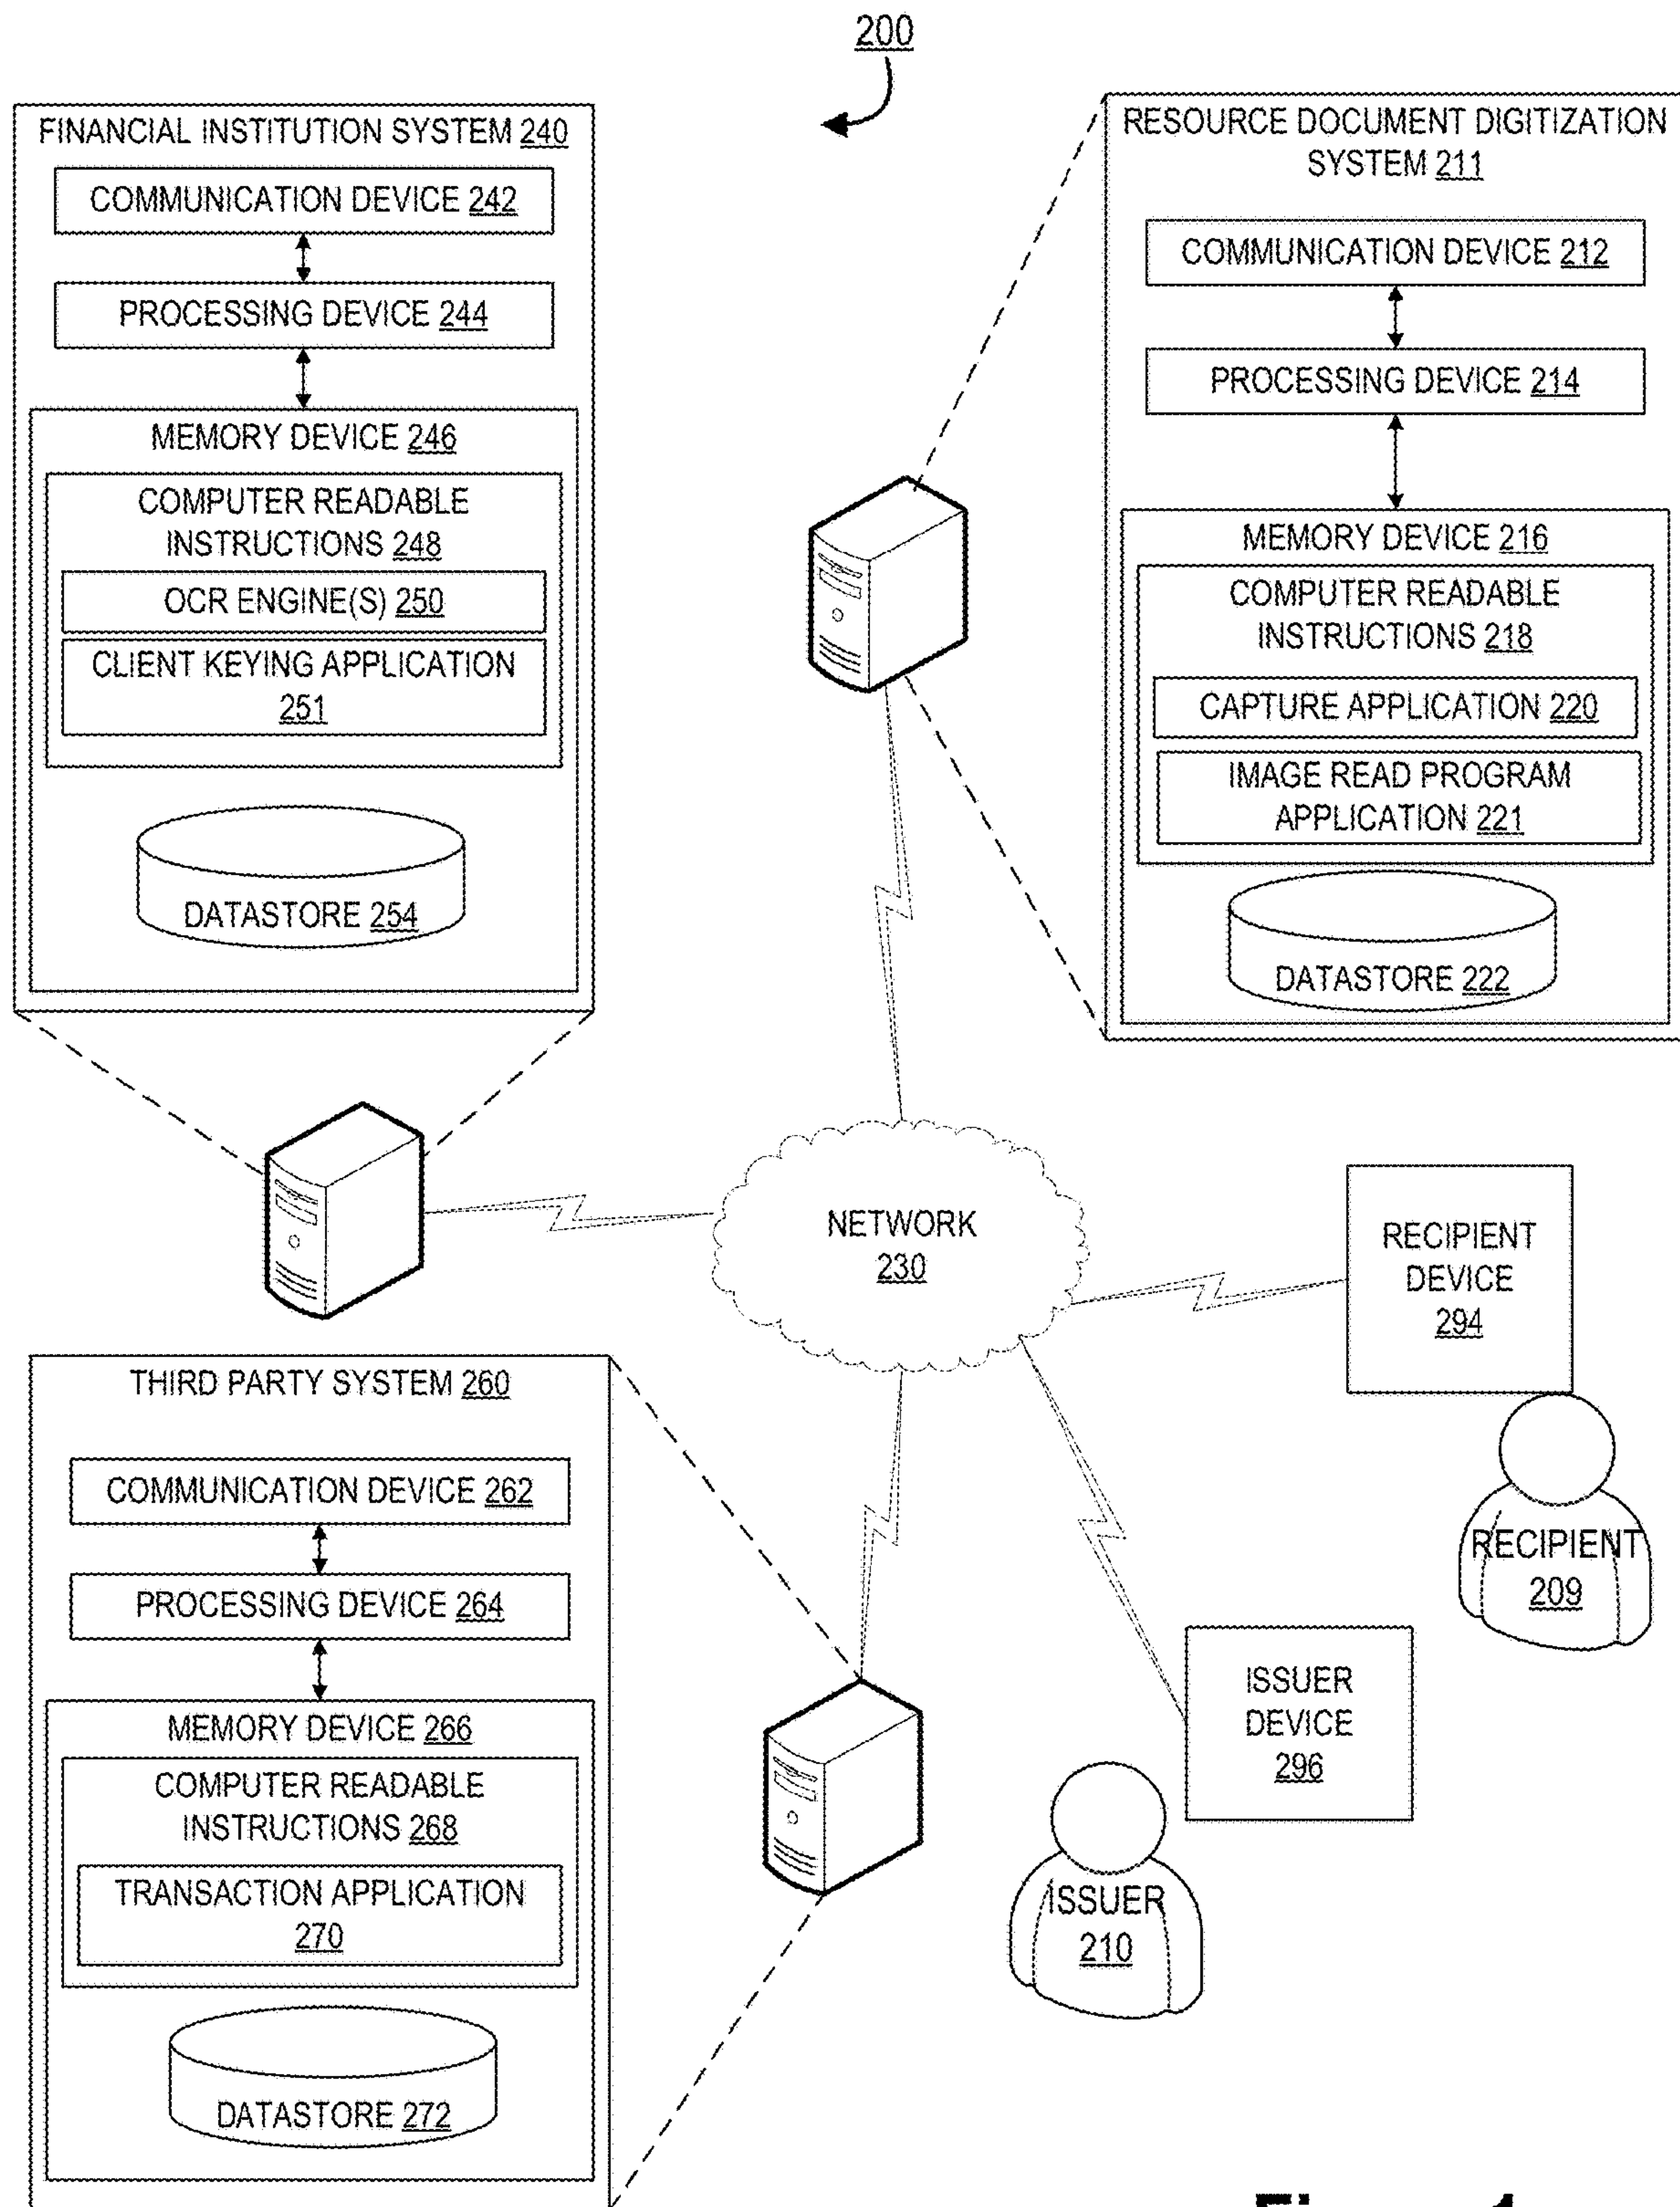 200
FINANCIAL INSTITUTION SYSTEM 240
COMMUNICATION DEVICE 242
PROCESSING DEVICE 244
MEMORY DEVICE 246
COMPUTER READABLE
INSTRUCTIONS 248
OCR ENGINE(S) 250
CLIENT KEYING APPLICATION
251
DATASTORE 254
RESOURCE DOCUMENT DIGITIZATION
SYSTEM 211
COMMUNICATION DEVICE 212
PROCESSING DEVICE 214
MEMORY DEVICE 216
COMPUTER READABLE
INSTRUCTIONS 218
CAPTURE APPLICATION 220
IMAGE READ PROGRAM
APPLICATION 221
DATASTORE 222
NETWORK
230
RECIPIENT
DEVICE
294
RECIPIENT
209
ISSUER
DEVICE
296
ISSUER
210
THIRD PARTY SYSTEM 260
COMMUNICATION DEVICE 262
PROCESSING DEVICE 264
MEMORY DEVICE 266
COMPUTER READABLE
INSTRUCTIONS 268
TRANSACTION APPLICATION
270
DATASTORE 272